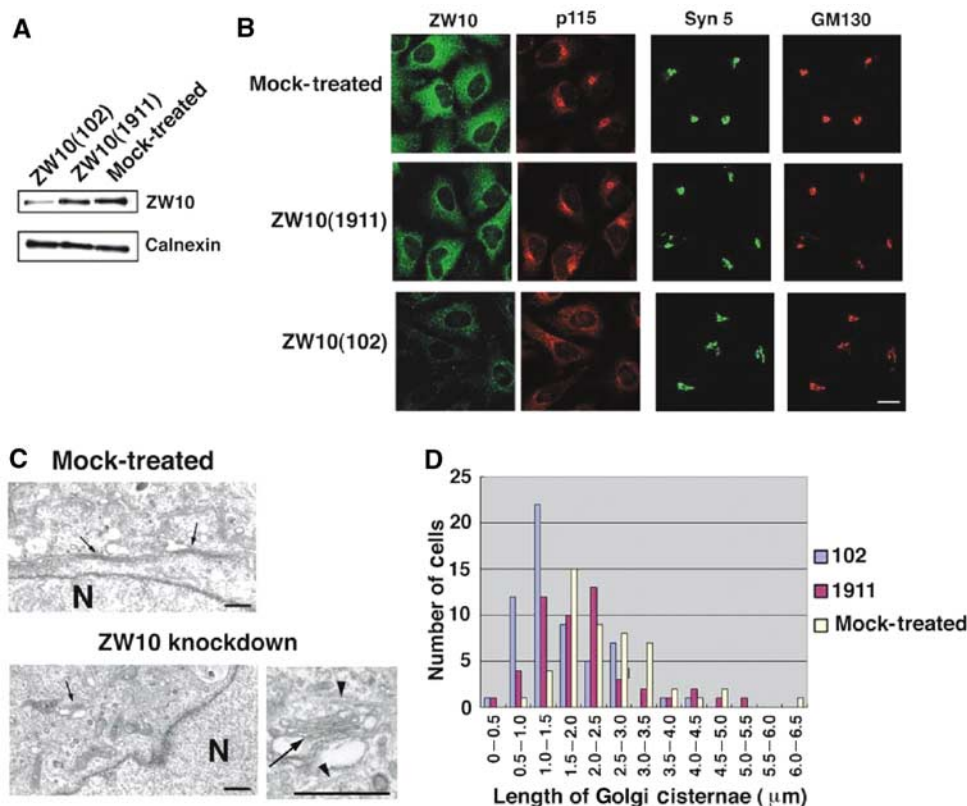 A
ZW10(102)
ZW10(1911)
Mock-treated
ZW10
Calnexin
B
ZW10 p115 Syn 5 GM130
Mock-treated
ZW10(1911)
ZW10(102)
C
Mock-treated
N
ZW10 knockdown
N
D
Number of cells
25
20
15
10
5
0
0–0.5
0.5–1.0
1.0–1.5
1.5–2.0
2.0–2.5
2.5–3.0
3.0–3.5
3.5–4.0
4.0–4.5
4.5–5.0
5.0–5.5
5.5–6.0
6.0–6.5
Length of Golgi cisternae (μm)
102
1911
Mock-treated